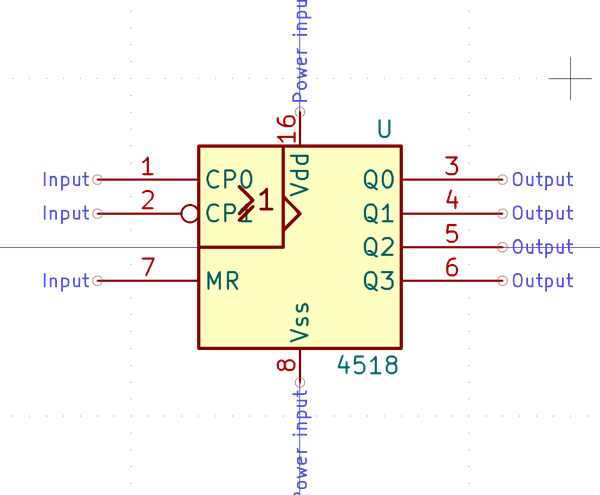 Power input
16
U
Vdd
Input 1 CP0 Q0 3 Output
≥1
Input 2 CP1 Q1 4 Output
Q2 5 Output
Input 7 MR Q3 6 Output
Vss
8
4518
Power input